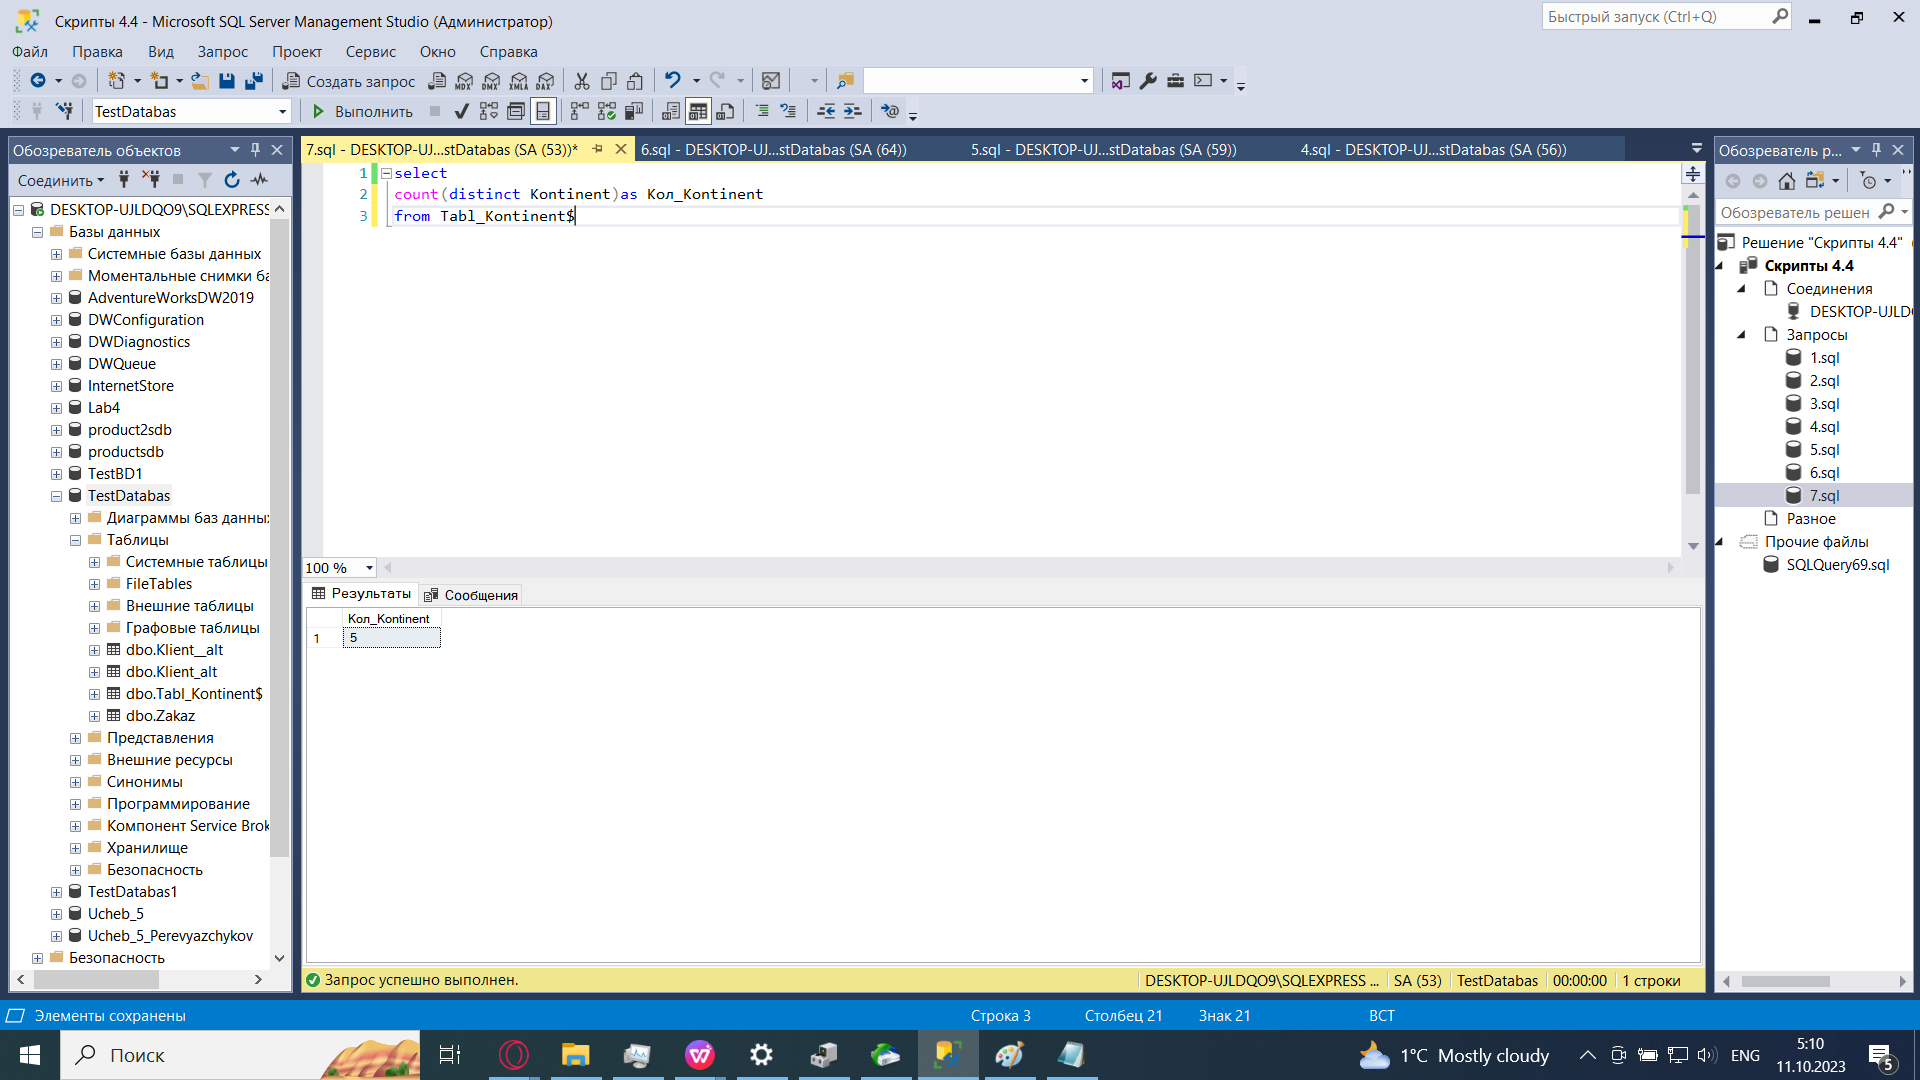 Скрипты 4.4 - Microsoft SQL Server Management Studio (Администратор)
Быстрый запуск (Ctrl+Q)
Файл Правка Вид Запрос Проект Сервис Окно Справка
Создать запрос
TestDatabas
Выполнить
Обозреватель объектов
Соединить
DESKTOP-UJLDQO9\SQLEXPRESS
Базы данных
Системные базы данных
Моментальные снимки ба
AdventureWorksDW2019
DWConfiguration
DWDiagnostics
DWQueue
InternetStore
Lab4
product2sdb
productsdb
TestBD1
TestDatabas
Диаграммы баз данных
Таблицы
Системные таблицы
FileTables
Внешние таблицы
Графовые таблицы
dbo.Klient__alt
dbo.Klient_alt
dbo.Tabl_Kontinent$
dbo.Zakaz
Представления
Внешние ресурсы
Синонимы
Программирование
Компонент Service Brok
Хранилище
Безопасность
TestDatabas1
Ucheb_5
Ucheb_5_Perevyazchykov
Безопасность
7.sql - DESKTOP-UJ...stDatabas (SA (53))* 6.sql - DESKTOP-UJ...stDatabas (SA (64)) 5.sql - DESKTOP-UJ...stDatabas (SA (59)) 4.sql - DESKTOP-UJ...stDatabas (SA (56))
1 select
2 count(distinct Kontinent)as Кол_Kontinent
3 from Tabl_Kontinent$
100 %
Результаты Сообщения
Кол_Kontinent
1 5
Запрос успешно выполнен. DESKTOP-UJLDQO9\SQLEXPRESS ... SA (53) TestDatabas 00:00:00 1 строки
Обозреватель р...
Обозреватель решен
Решение "Скрипты 4.4"
Скрипты 4.4
Соединения
DESKTOP-UJLDQ
Запросы
1.sql
2.sql
3.sql
4.sql
5.sql
6.sql
7.sql
Разное
Прочие файлы
SQLQuery69.sql
Элементы сохранены Строка 3 Столбец 21 Знак 21 ВСТ
Поиск
1°C Mostly cloudy
ENG
5:10
11.10.2023
5